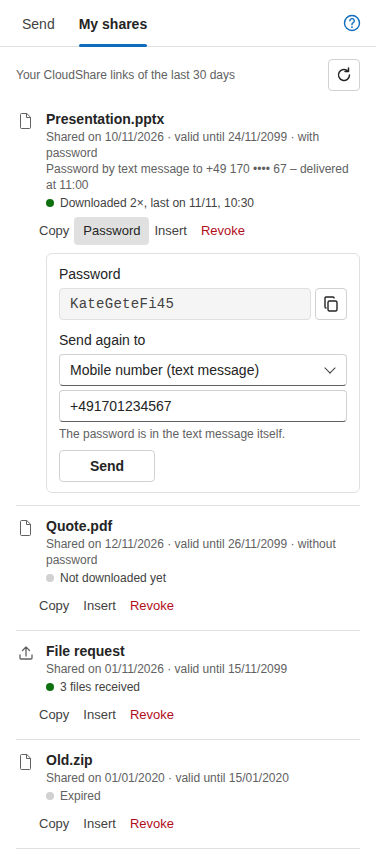 Send My shares
Your CloudShare links of the last 30 days
Presentation.pptx
Shared on 10/11/2026 · valid until 24/11/2099 · with
password
Password by text message to +49 170 •••• 67 – delivered
at 11:00
Downloaded 2×, last on 11/11, 10:30
Copy Password Insert Revoke
Password
KateGeteFi45
Send again to
Mobile number (text message)
+491701234567
The password is in the text message itself.
Send
Quote.pdf
Shared on 12/11/2026 · valid until 26/11/2099 · without
password
Not downloaded yet
Copy Insert Revoke
File request
Shared on 01/11/2026 · valid until 15/11/2099
3 files received
Copy Insert Revoke
Old.zip
Shared on 01/01/2020 · valid until 15/01/2020
Expired
Copy Insert Revoke